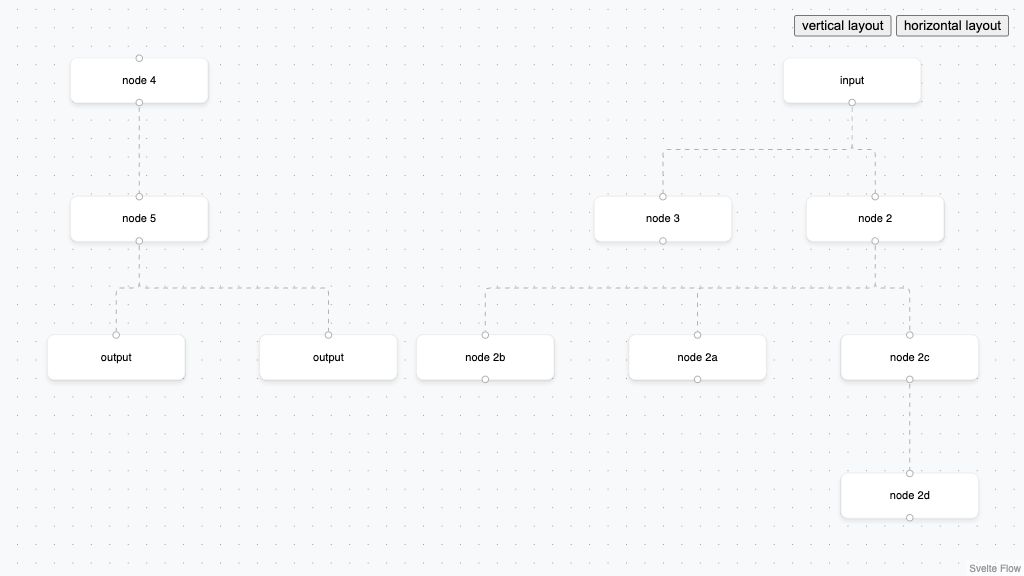 vertical layout
horizontal layout
node 4
input
node 5
node 3
node 2
output
output
node 2b
node 2a
node 2c
node 2d
Svelte Flow